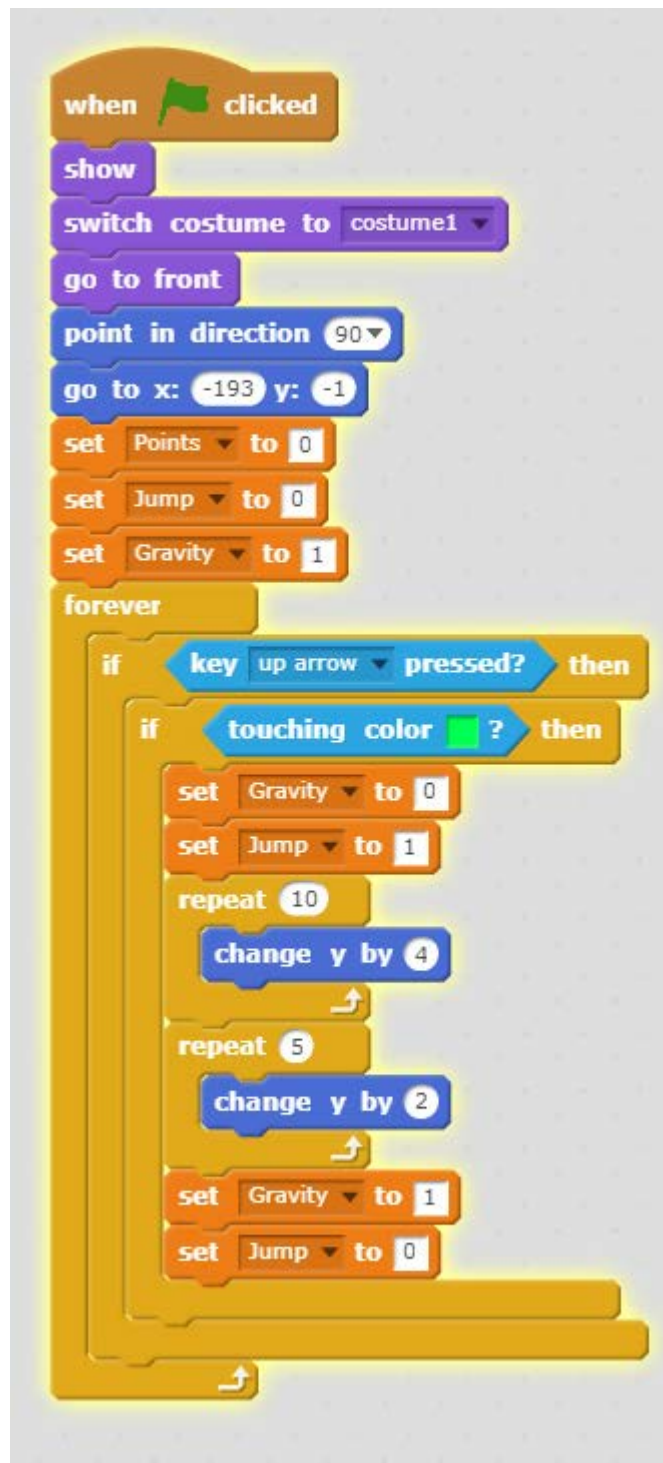 when clicked
show
switch costume to costume1
go to front
point in direction 90
go to x: -193 y: -1
set Points to 0
set Jump to 0
set Gravity to 1
forever
if key up arrow pressed? then
if touching color ? then
set Gravity to 0
set Jump to 1
repeat 10
change y by 4
repeat 5
change y by 2
set Gravity to 1
set Jump to 0